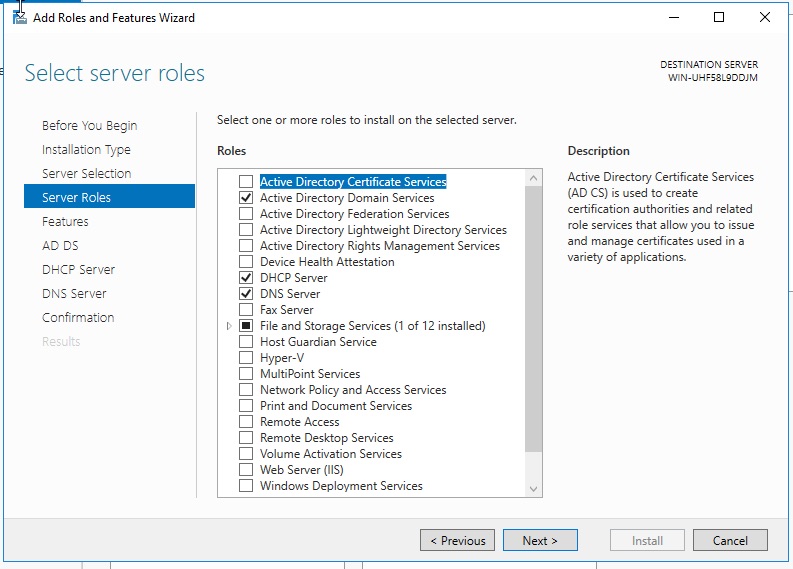 Add Roles and Features Wizard
Select server roles
DESTINATION SERVER
WIN-UHF58L9DDJM
Before You Begin
Installation Type
Server Selection
Server Roles
Features
AD DS
DHCP Server
DNS Server
Confirmation
Results
Select one or more roles to install on the selected server.
Roles
Active Directory Certificate Services
Active Directory Domain Services
Active Directory Federation Services
Active Directory Lightweight Directory Services
Active Directory Rights Management Services
Device Health Attestation
DHCP Server
DNS Server
Fax Server
File and Storage Services (1 of 12 installed)
Host Guardian Service
Hyper-V
MultiPoint Services
Network Policy and Access Services
Print and Document Services
Remote Access
Remote Desktop Services
Volume Activation Services
Web Server (IIS)
Windows Deployment Services
Description
Active Directory Certificate Services
(AD CS) is used to create
certification authorities and related
role services that allow you to issue
and manage certificates used in a
variety of applications.
< Previous
Next >
Install
Cancel